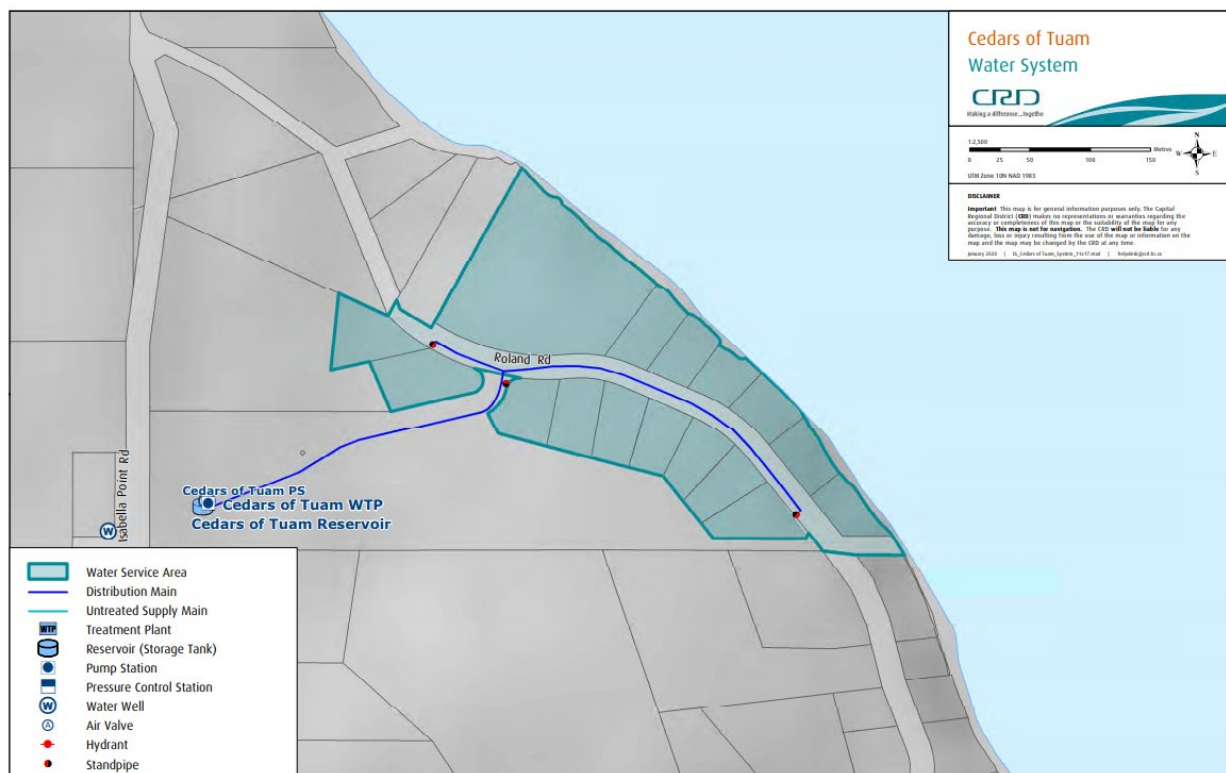 Cedars of Tuam
Water System
CRD
Making a difference...togethe
1:2,500
Metres
0 25 50 100 150
N
W E
S
UTM Zone 10N NAD 1983
DISCLAIMER
Important This map is for general information purposes only. The Capital
Regional District (CRD) makes no representations or warranties regarding the
accuracy or completeness of this map or the suitability of the map for any
purpose. This map is not for navigation. The CRD will not be liable for any
damage, loss or injury resulting from the use of the map or information on the
map and the map may be changed by the CRD at any time.
January 2020 | helpdesk@crd.bc.ca
Roland Rd
Isabella Point Rd
Cedars of Tuam PS
Cedars of Tuam WTP
Cedars of Tuam Reservoir
W
Water Service Area
Distribution Main
Untreated Supply Main
WTP Treatment Plant
Reservoir (Storage Tank)
Pump Station
Pressure Control Station
W Water Well
A Air Valve
Hydrant
Standpipe